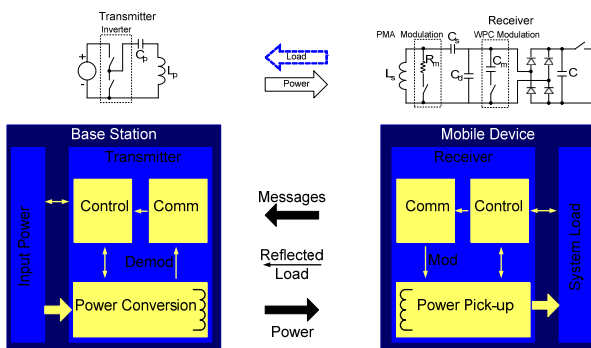 Transmitter
Inverter
Cp
Lp
+
-
Load
Power
Receiver
PMA Modulation
WPC Modulation
Cs
Rm
Ls
Cd
Cm
C
Base Station
Transmitter
Input Power
Control
Comm
Demod
Power Conversion
Messages
Reflected
Load
Power
Mobile Device
Receiver
Comm
Control
Mod
Power Pick-up
System Load